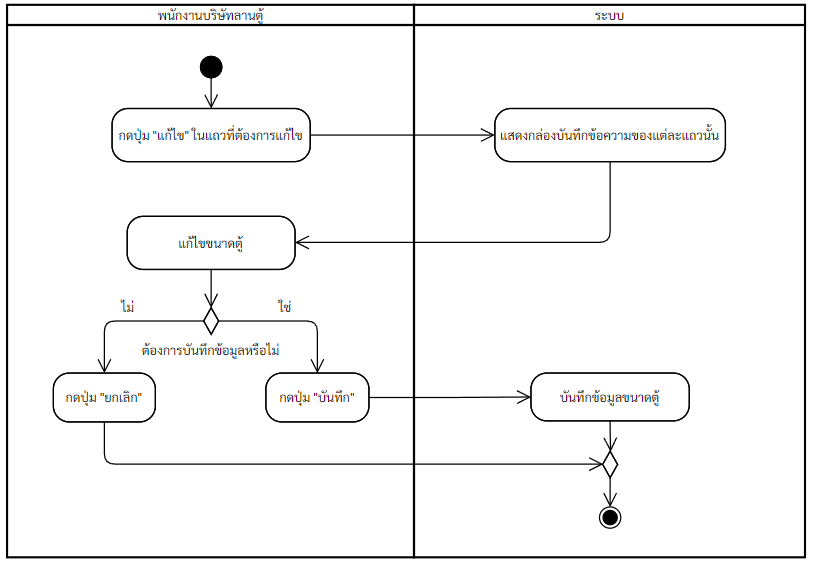 พนักงานบริษัทลานตู้
ระบบ
กดปุ่ม "แก้ไข" ในแถวที่ต้องการแก้ไข
แสดงกล่องบันทึกข้อความของแต่ละแถวนั้น
แก้ไขขนาดตู้
ไม่
ใช่
ต้องการบันทึกข้อมูลหรือไม่
กดปุ่ม "ยกเลิก"
กดปุ่ม "บันทึก"
บันทึกข้อมูลขนาดตู้